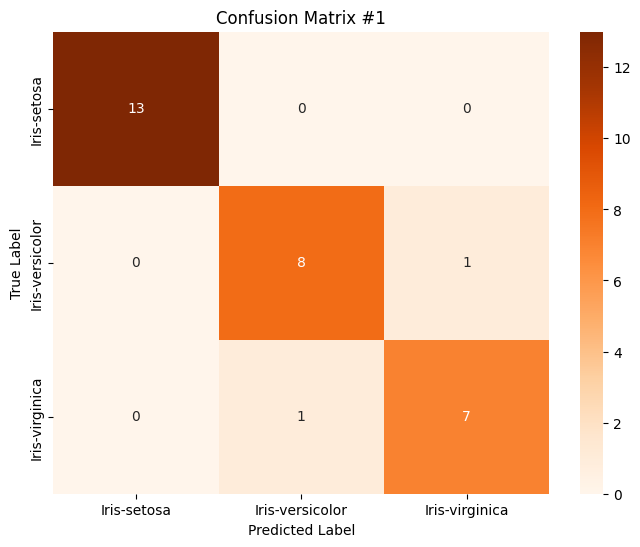 Confusion Matrix #1
True Label
Iris-setosa
13 0 0
Iris-versicolor
0 8 1
Iris-virginica
0 1 7
Iris-setosa Iris-versicolor Iris-virginica
Predicted Label
12
10
8
6
4
2
0